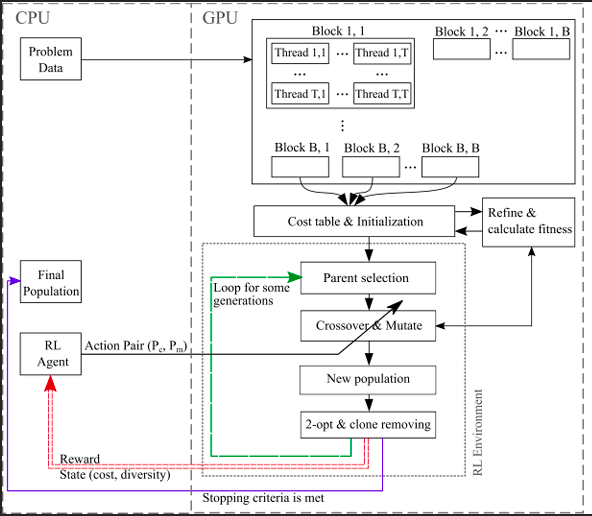 CPU
GPU
Problem
Data
Block 1, 1
Thread 1,1 ... Thread 1,T
...
Thread T,1 ... Thread T,T
Block 1, 2 ... Block 1, B
...
⋮
Block B, 1 Block B, 2 Block B, B
...
Cost table & Initialization
Refine &
calculate fitness
Final
Population
Loop for some
generations
Parent selection
RL
Agent
Action Pair (Pc, Pm)
Crossover & Mutate
New population
2-opt & clone removing
RL Environment
Reward
State (cost, diversity)
Stopping criteria is met